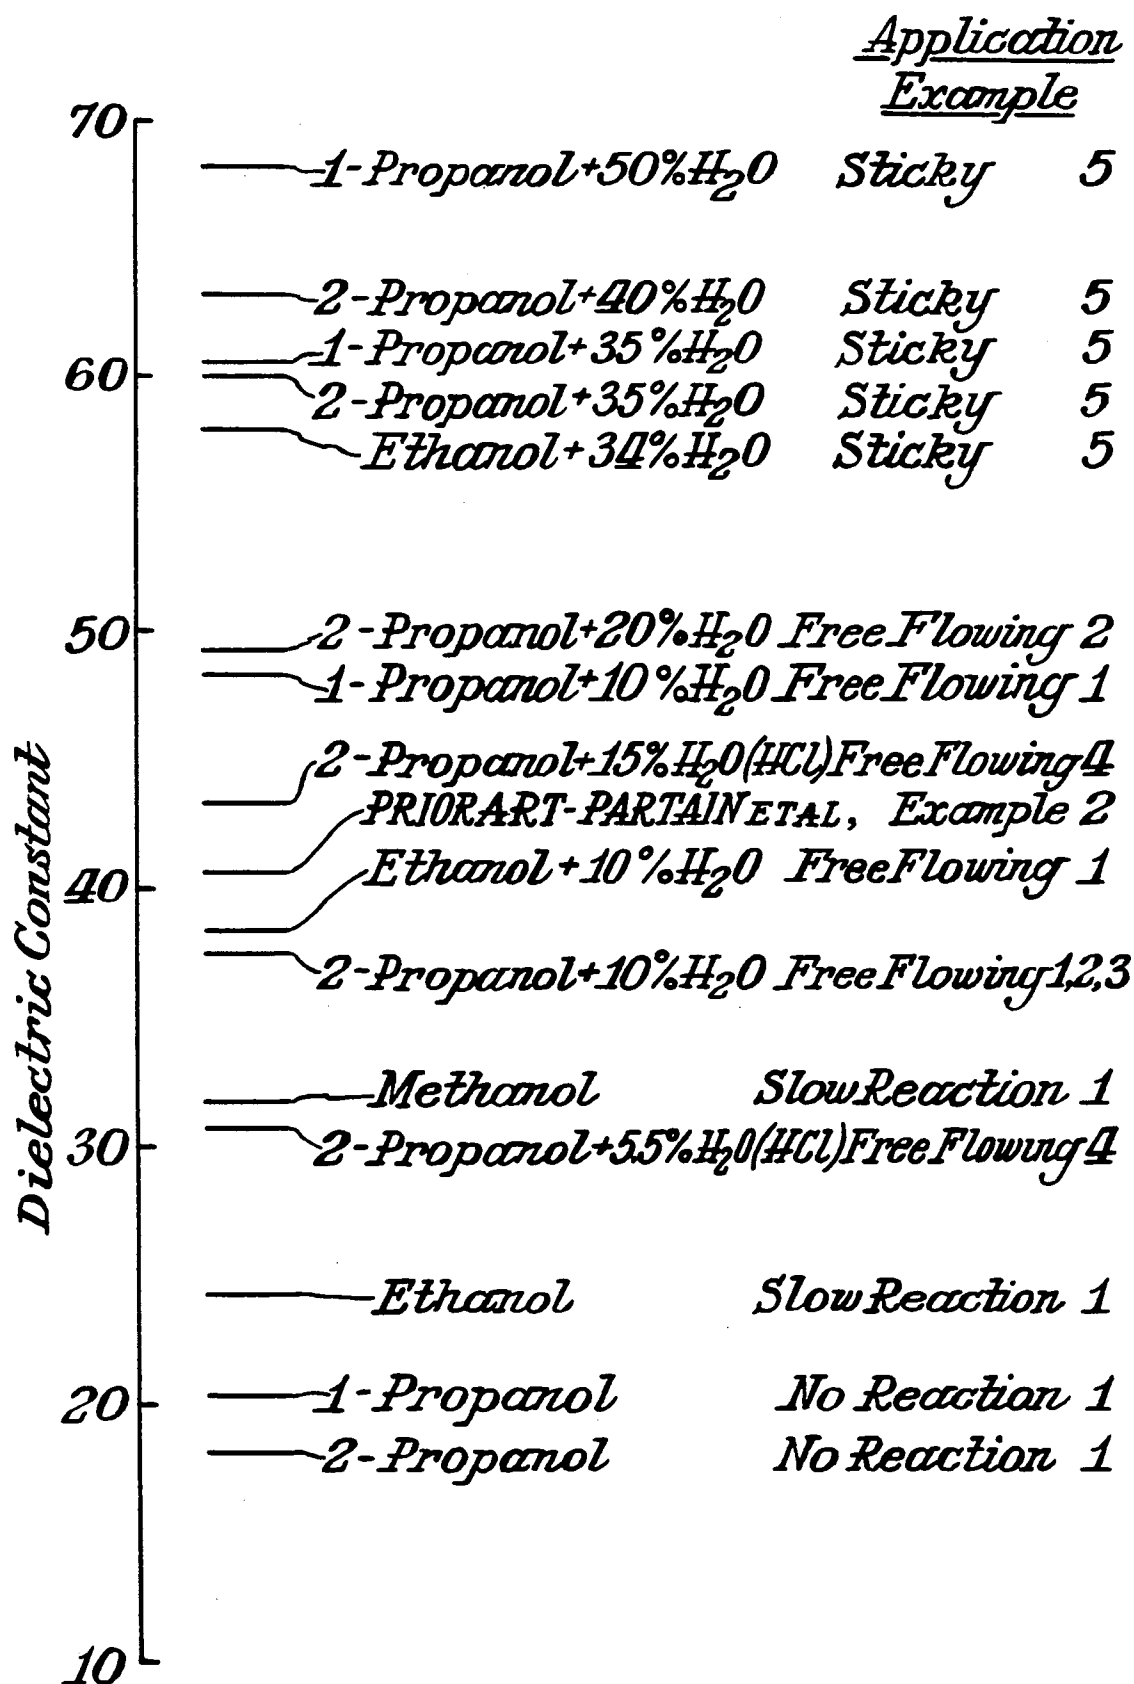 Application
Example
70
1-Propanol+50%H2O Sticky 5
2-Propanol+40%H2O Sticky 5
1-Propanol+35%H2O Sticky 5
60
2-Propanol+35%H2O Sticky 5
Ethanol+34%H2O Sticky 5
50
2-Propanol+20%H2O Free Flowing 2
1-Propanol+10%H2O Free Flowing 1
2-Propanol+15%H2O(HCl)Free Flowing 4
PRIOR ART-PARTAIN ET AL, Example 2
Ethanol+10%H2O Free Flowing 1
40
2-Propanol+10%H2O Free Flowing 1,2,3
Methanol Slow Reaction 1
30
2-Propanol+5.5%H2O(HCl)Free Flowing 4
Ethanol Slow Reaction 1
20
1-Propanol No Reaction 1
2-Propanol No Reaction 1
10
Dielectric Constant